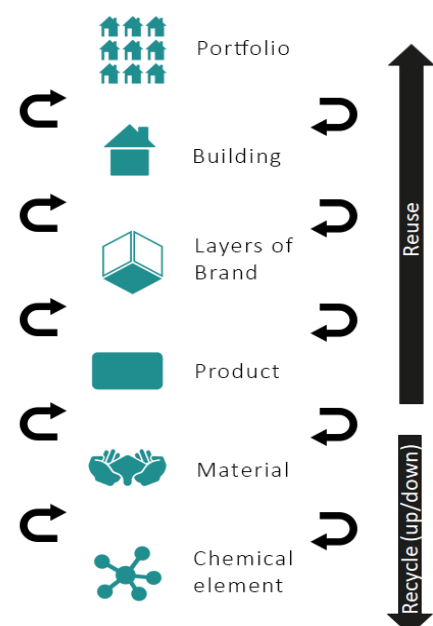 Portfolio
Building
Layers of
Brand
Product
Material
Chemical
element
Reuse
Recycle (up/down)